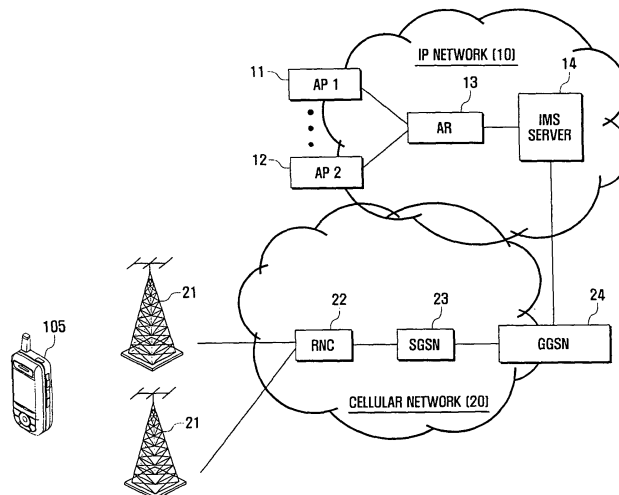 IP NETWORK (10)
11
AP 1
13
14
AR
IMS
SERVER
12
AP 2
105
21
22
23
24
RNC
SGSN
GGSN
21
CELLULAR NETWORK (20)